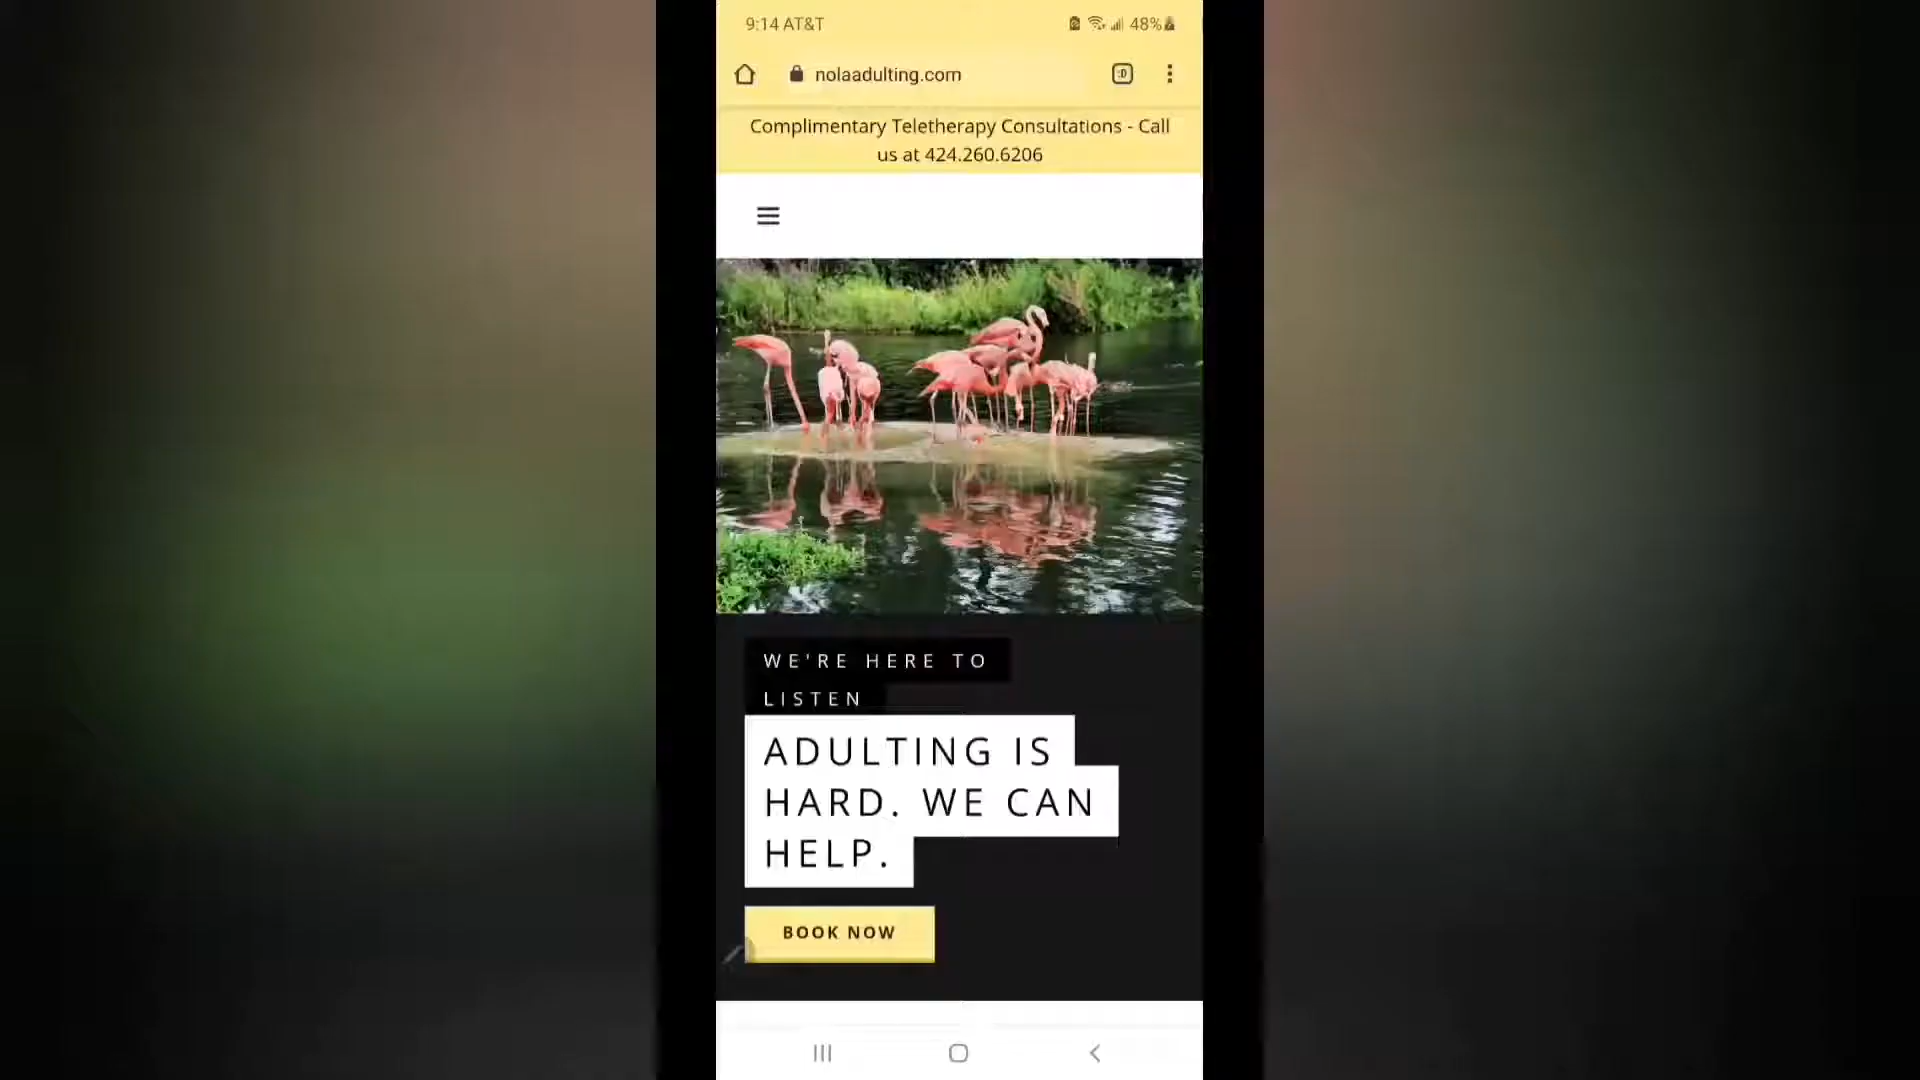 9:14 AT&T 48%
nolaadulting.com :D
Complimentary Teletherapy Consultations - Call
us at 424.260.6206
WE'RE HERE TO
LISTEN
ADULTING IS
HARD. WE CAN
HELP.
BOOK NOW